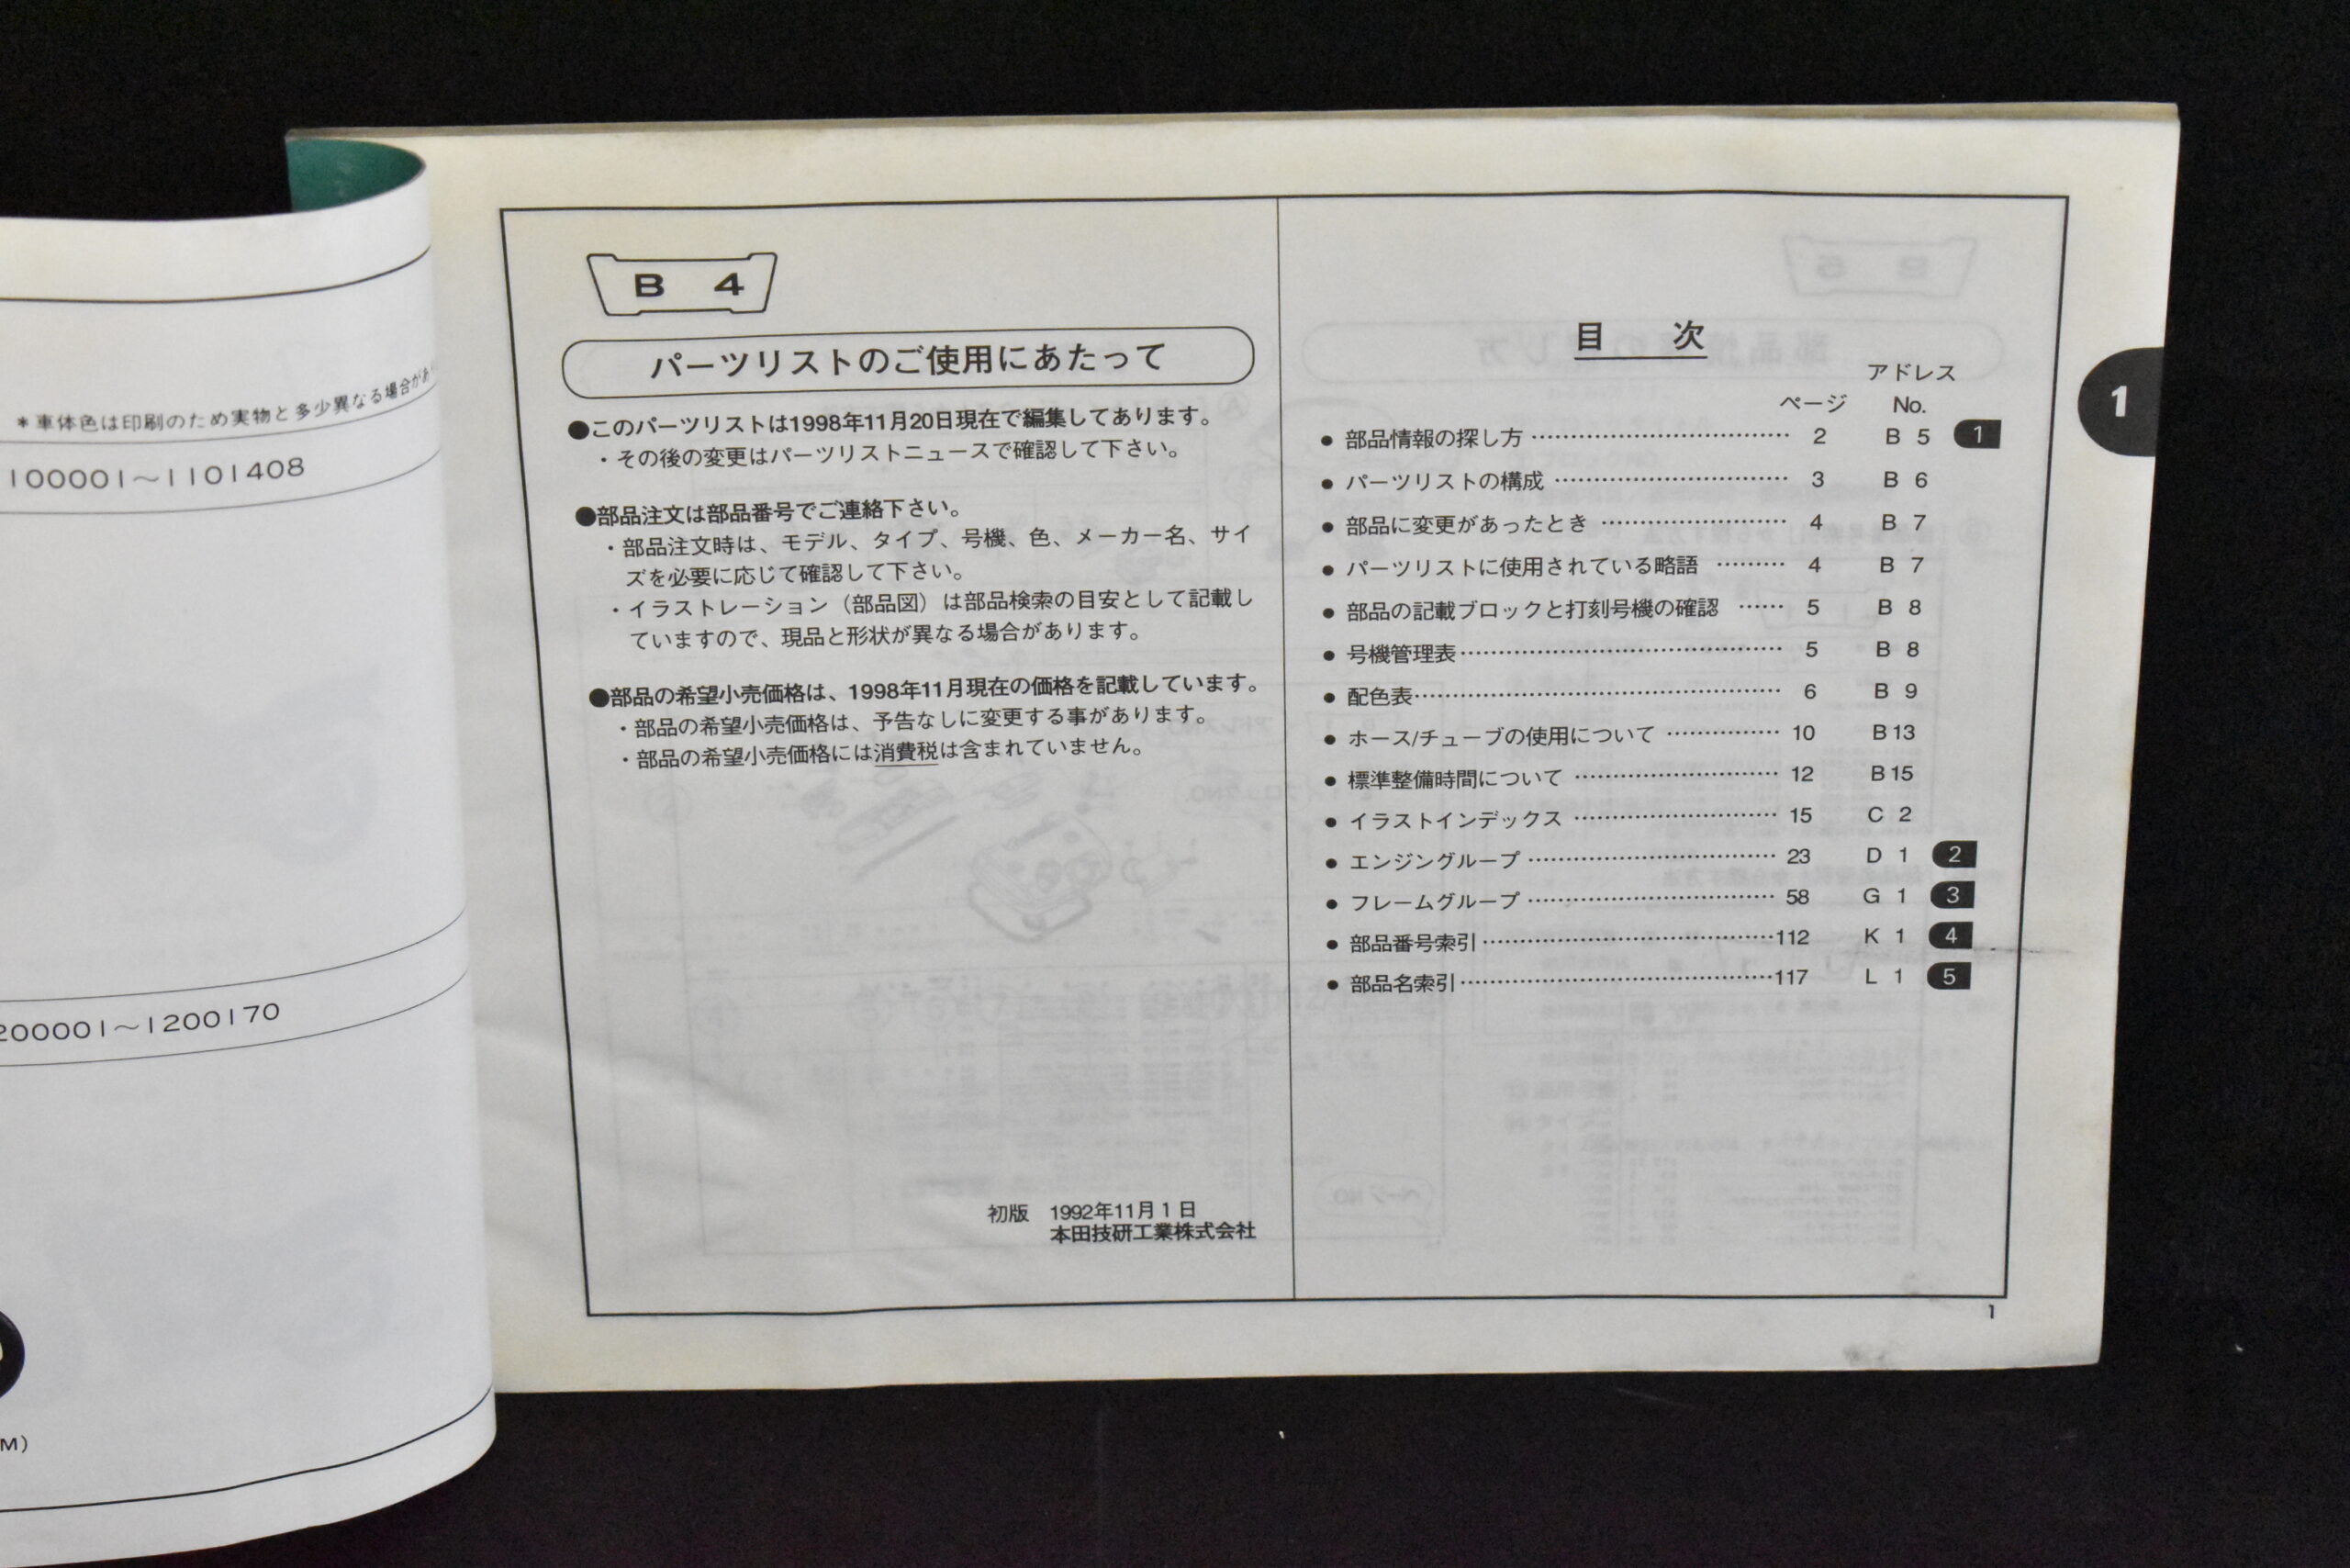 *車体色は印刷のため実物と多少異なる場合があ
100001～1101408
200001～1200170
M)
B 4
パーツリストのご使用にあたって
●このパーツリストは1998年11月20日現在で編集してあります。
・その後の変更はパーツリストニュースで確認して下さい。
●部品注文は部品番号でご連絡下さい。
・部品注文時は、モデル、タイプ、号機、色、メーカー名、サイ
ズを必要に応じて確認して下さい。
・イラストレーション（部品図）は部品検索の目安として記載し
ていますので、現品と形状が異なる場合があります。
●部品の希望小売価格は、1998年11月現在の価格を記載しています。
・部品の希望小売価格は、予告なしに変更する事があります。
・部品の希望小売価格には消費税は含まれていません。
初版 1992年11月1日
本田技研工業株式会社
目 次
アドレス
ページ No.
● 部品情報の探し方 …………………………… 2 B 5 1
● パーツリストの構成 ………………………… 3 B 6
● 部品に変更があったとき …………………… 4 B 7
● パーツリストに使用されている略語 ……… 4 B 7
● 部品の記載ブロックと打刻号機の確認 …… 5 B 8
● 号機管理表…………………………………… 5 B 8
● 配色表………………………………………… 6 B 9
● ホース/チューブの使用について …………… 10 B13
● 標準整備時間について ……………………… 12 B15
● イラストインデックス ……………………… 15 C 2
● エンジングループ …………………………… 23 D 1 2
● フレームグループ …………………………… 58 G 1 3
● 部品番号索引…………………………………112 K 1 4
● 部品名索引……………………………………117 L 1 5
1
1